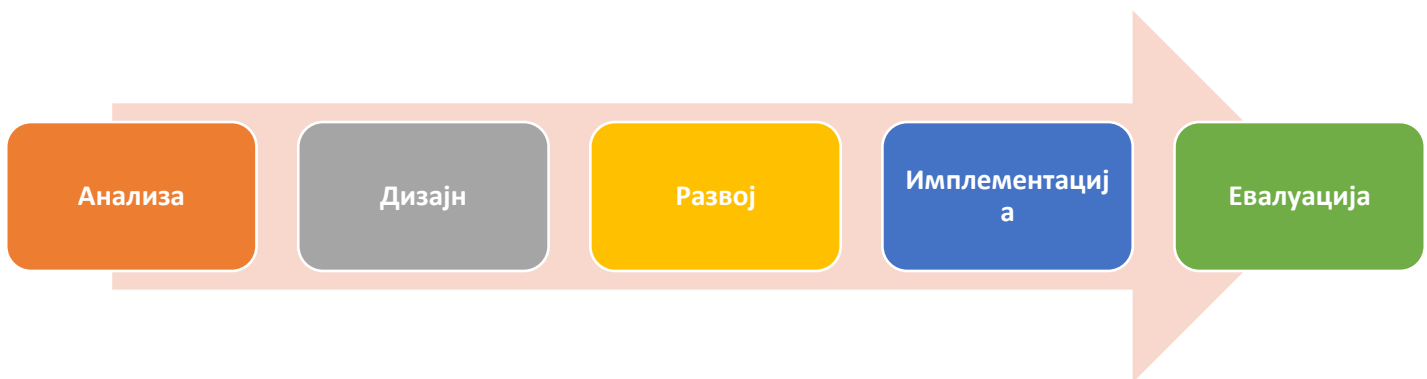 Анализа
Дизајн
Развој
Имплементациј
а
Евалуација